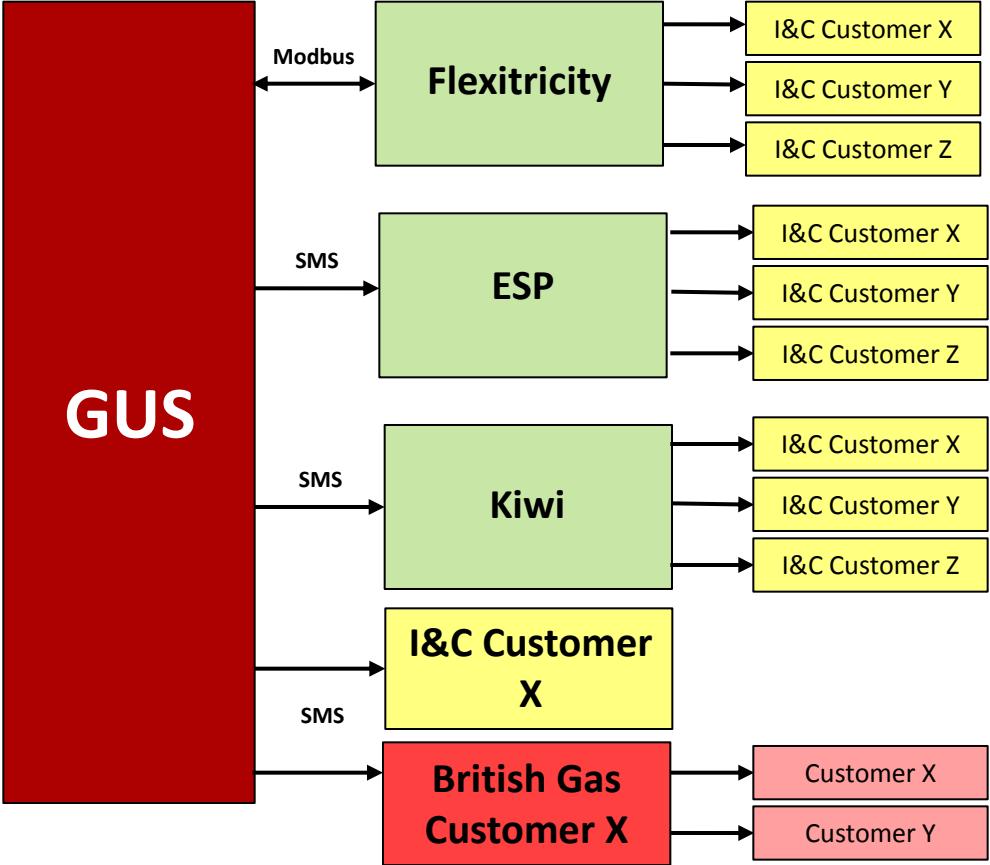 GUS
Modbus
Flexitricity
I&C Customer X
I&C Customer Y
I&C Customer Z
SMS
ESP
I&C Customer X
I&C Customer Y
I&C Customer Z
SMS
Kiwi
I&C Customer X
I&C Customer Y
I&C Customer Z
I&C Customer
X
SMS
British Gas
Customer X
Customer X
Customer Y